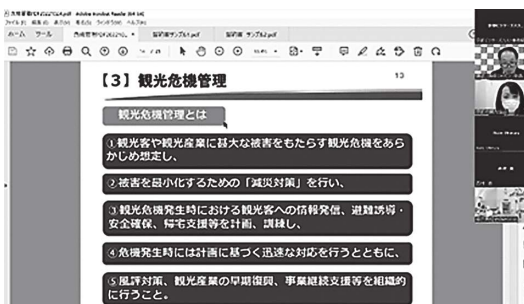 ホーム ツール
【3】観光危機管理
13
観光危機管理とは
①観光客や観光産業に甚大な被害をもたらす観光危機をあら
かじめ想定し、
②被害を最小化するための「減災対策」を行い、
③観光危機発生時における観光客への情報発信、避難誘導・
安全確保、帰宅支援等を計画、訓練し、
④危機発生時には計画に基づく迅速な対応を行うとともに、
⑤風評対策、観光産業の早期復興、事業継続支援等を組織的
に行うこと。